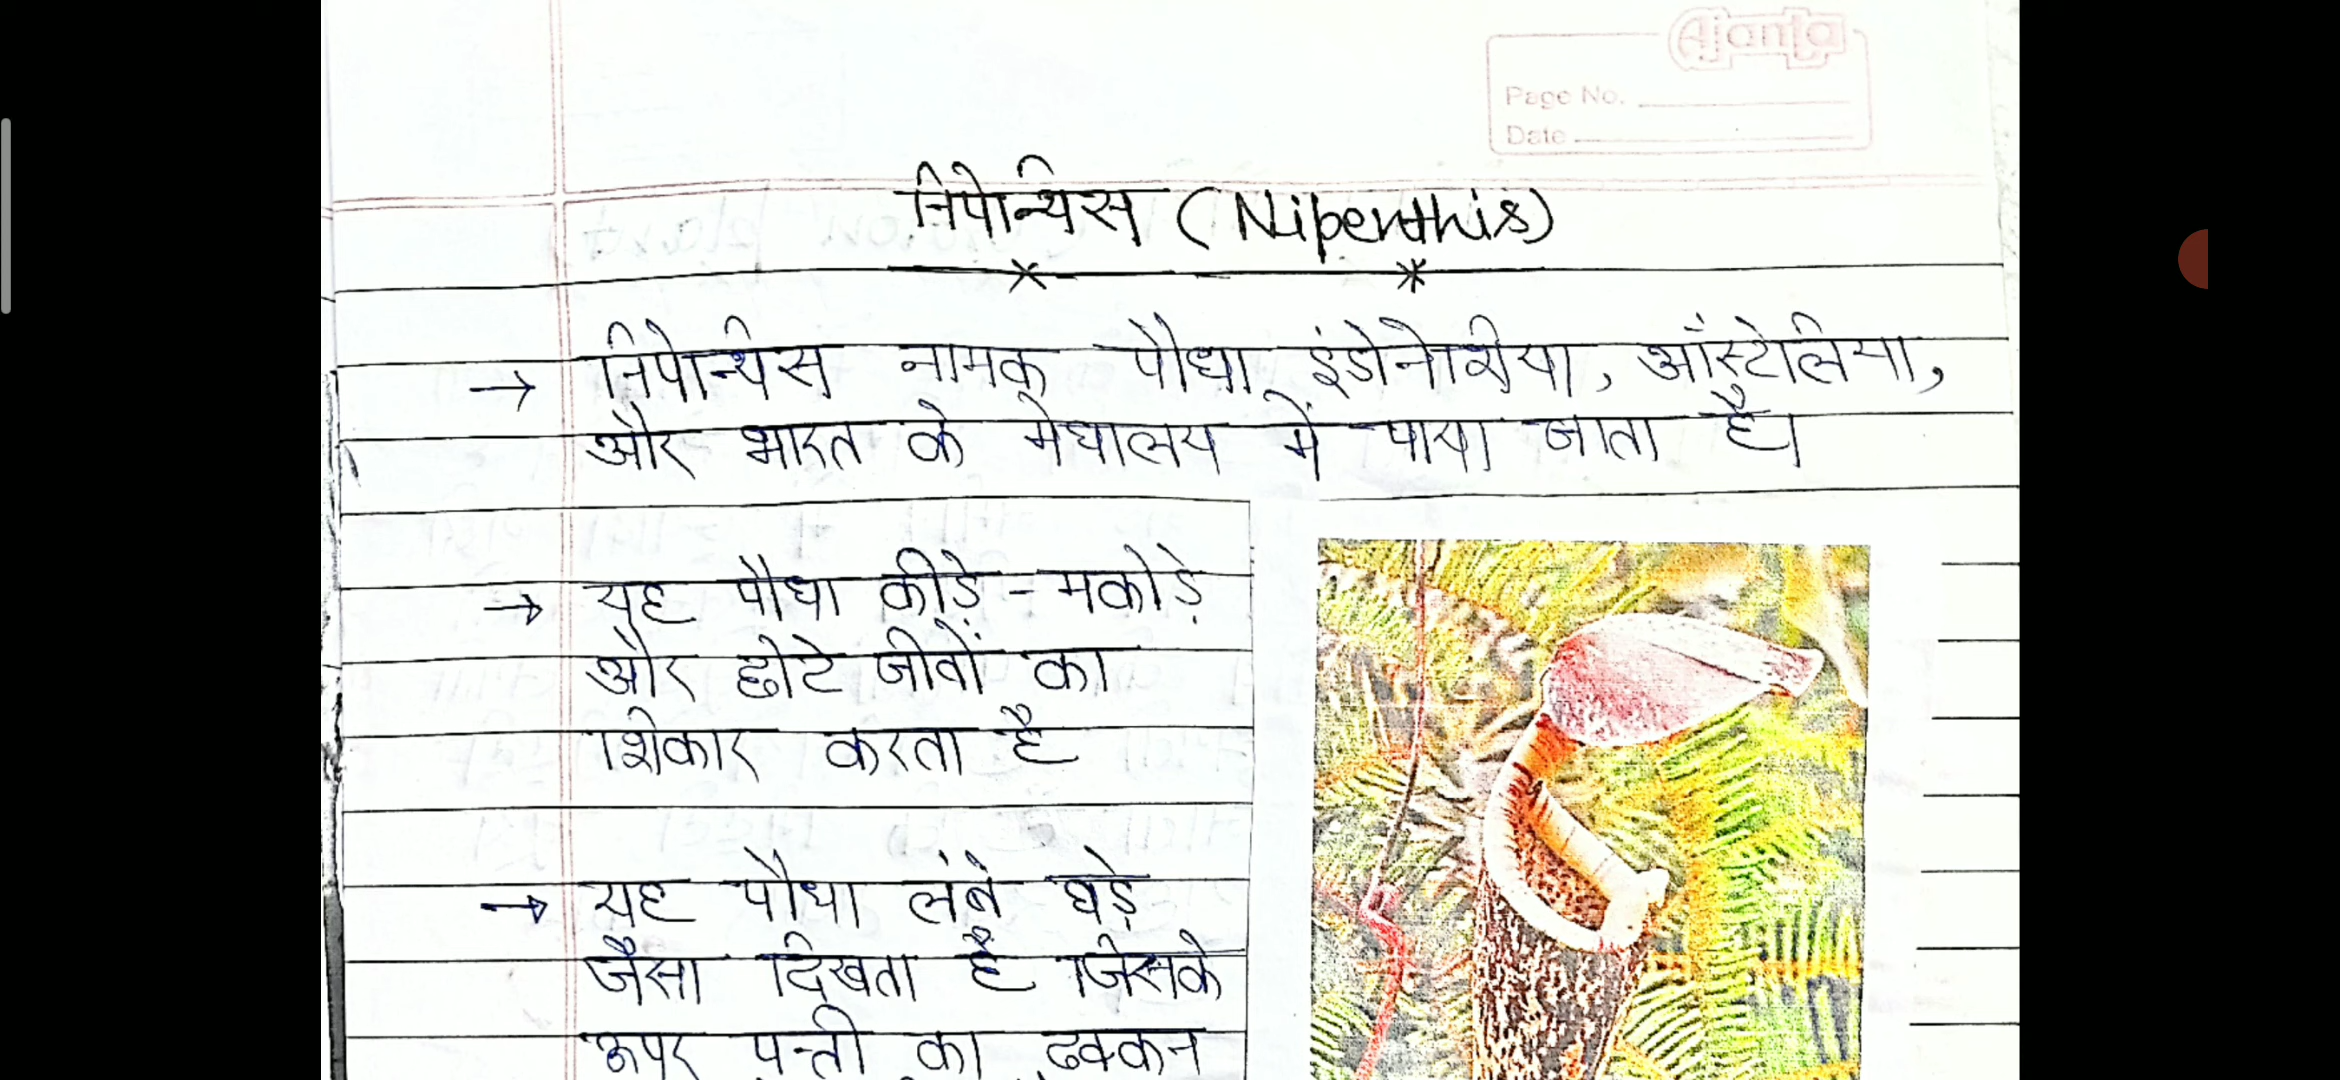 Ajanta
Page No.
Date
निपेन्थिस (Nipenthis)
→ निपेन्थिस नामक पौधा इंडोनेशिया, ऑस्टेलिया,
और भारत के मेघालय में पाया जाता है।
→ यह पौधा कीड़े - मकोड़े
और छोटे जीवों का
शिकार करता है
→ यह पौधा लंबे घड़े
जैसा दिखता है जिसके
ऊपर पत्ती का ढक्कन